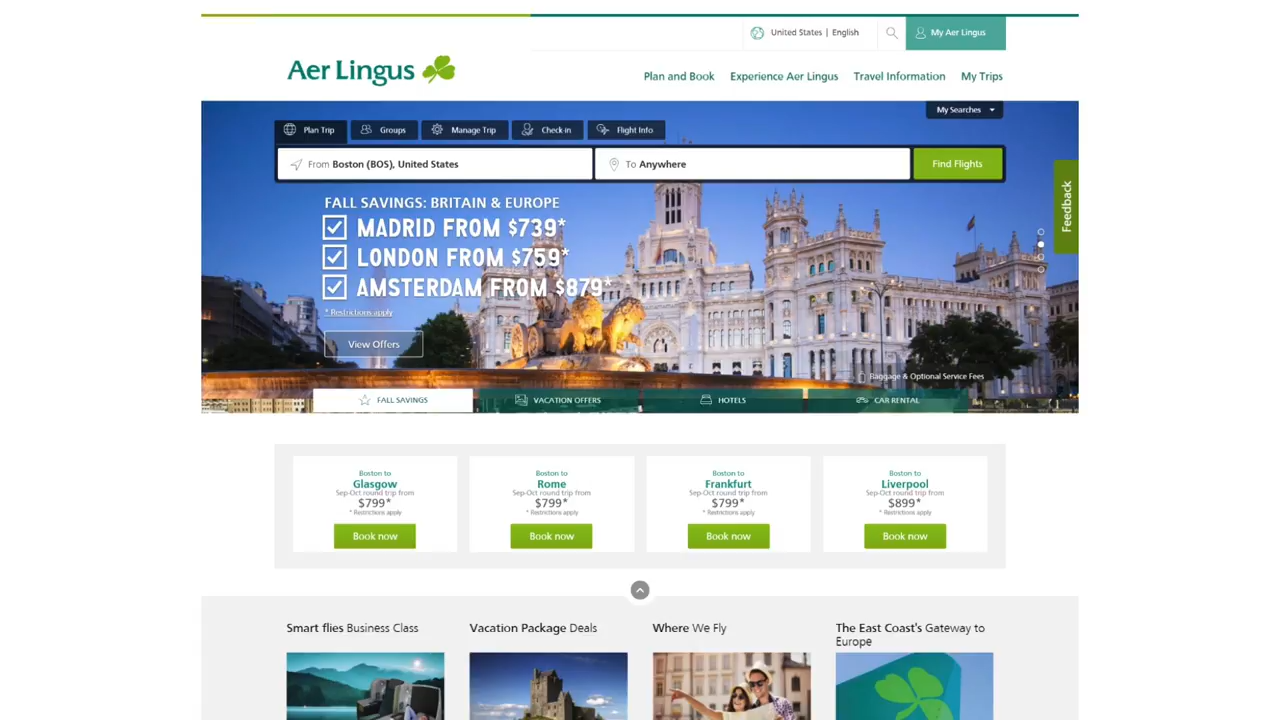 United States | English
My Aer Lingus
Aer Lingus
Plan and Book
Experience Aer Lingus
Travel Information
My Trips
My Searches
Plan Trip
Groups
Manage Trip
Check-in
Flight Info
From Boston (BOS), United States
To Anywhere
Find Flights
Feedback
FALL SAVINGS: BRITAIN & EUROPE
MADRID FROM $739*
LONDON FROM $759*
AMSTERDAM FROM $879*
* Restrictions apply
View Offers
Baggage & Optional Service Fees
FALL SAVINGS
VACATION OFFERS
HOTELS
CAR RENTAL
Boston to
Glasgow
Sep-Oct round trip from
$799*
* Restrictions apply
Book now
Boston to
Rome
Sep-Oct round trip from
$799*
* Restrictions apply
Book now
Boston to
Frankfurt
Sep-Oct round trip from
$799*
* Restrictions apply
Book now
Boston to
Liverpool
Sep-Oct round trip from
$899*
* Restrictions apply
Book now
Smart flies Business Class
Vacation Package Deals
Where We Fly
The East Coast's Gateway to
Europe